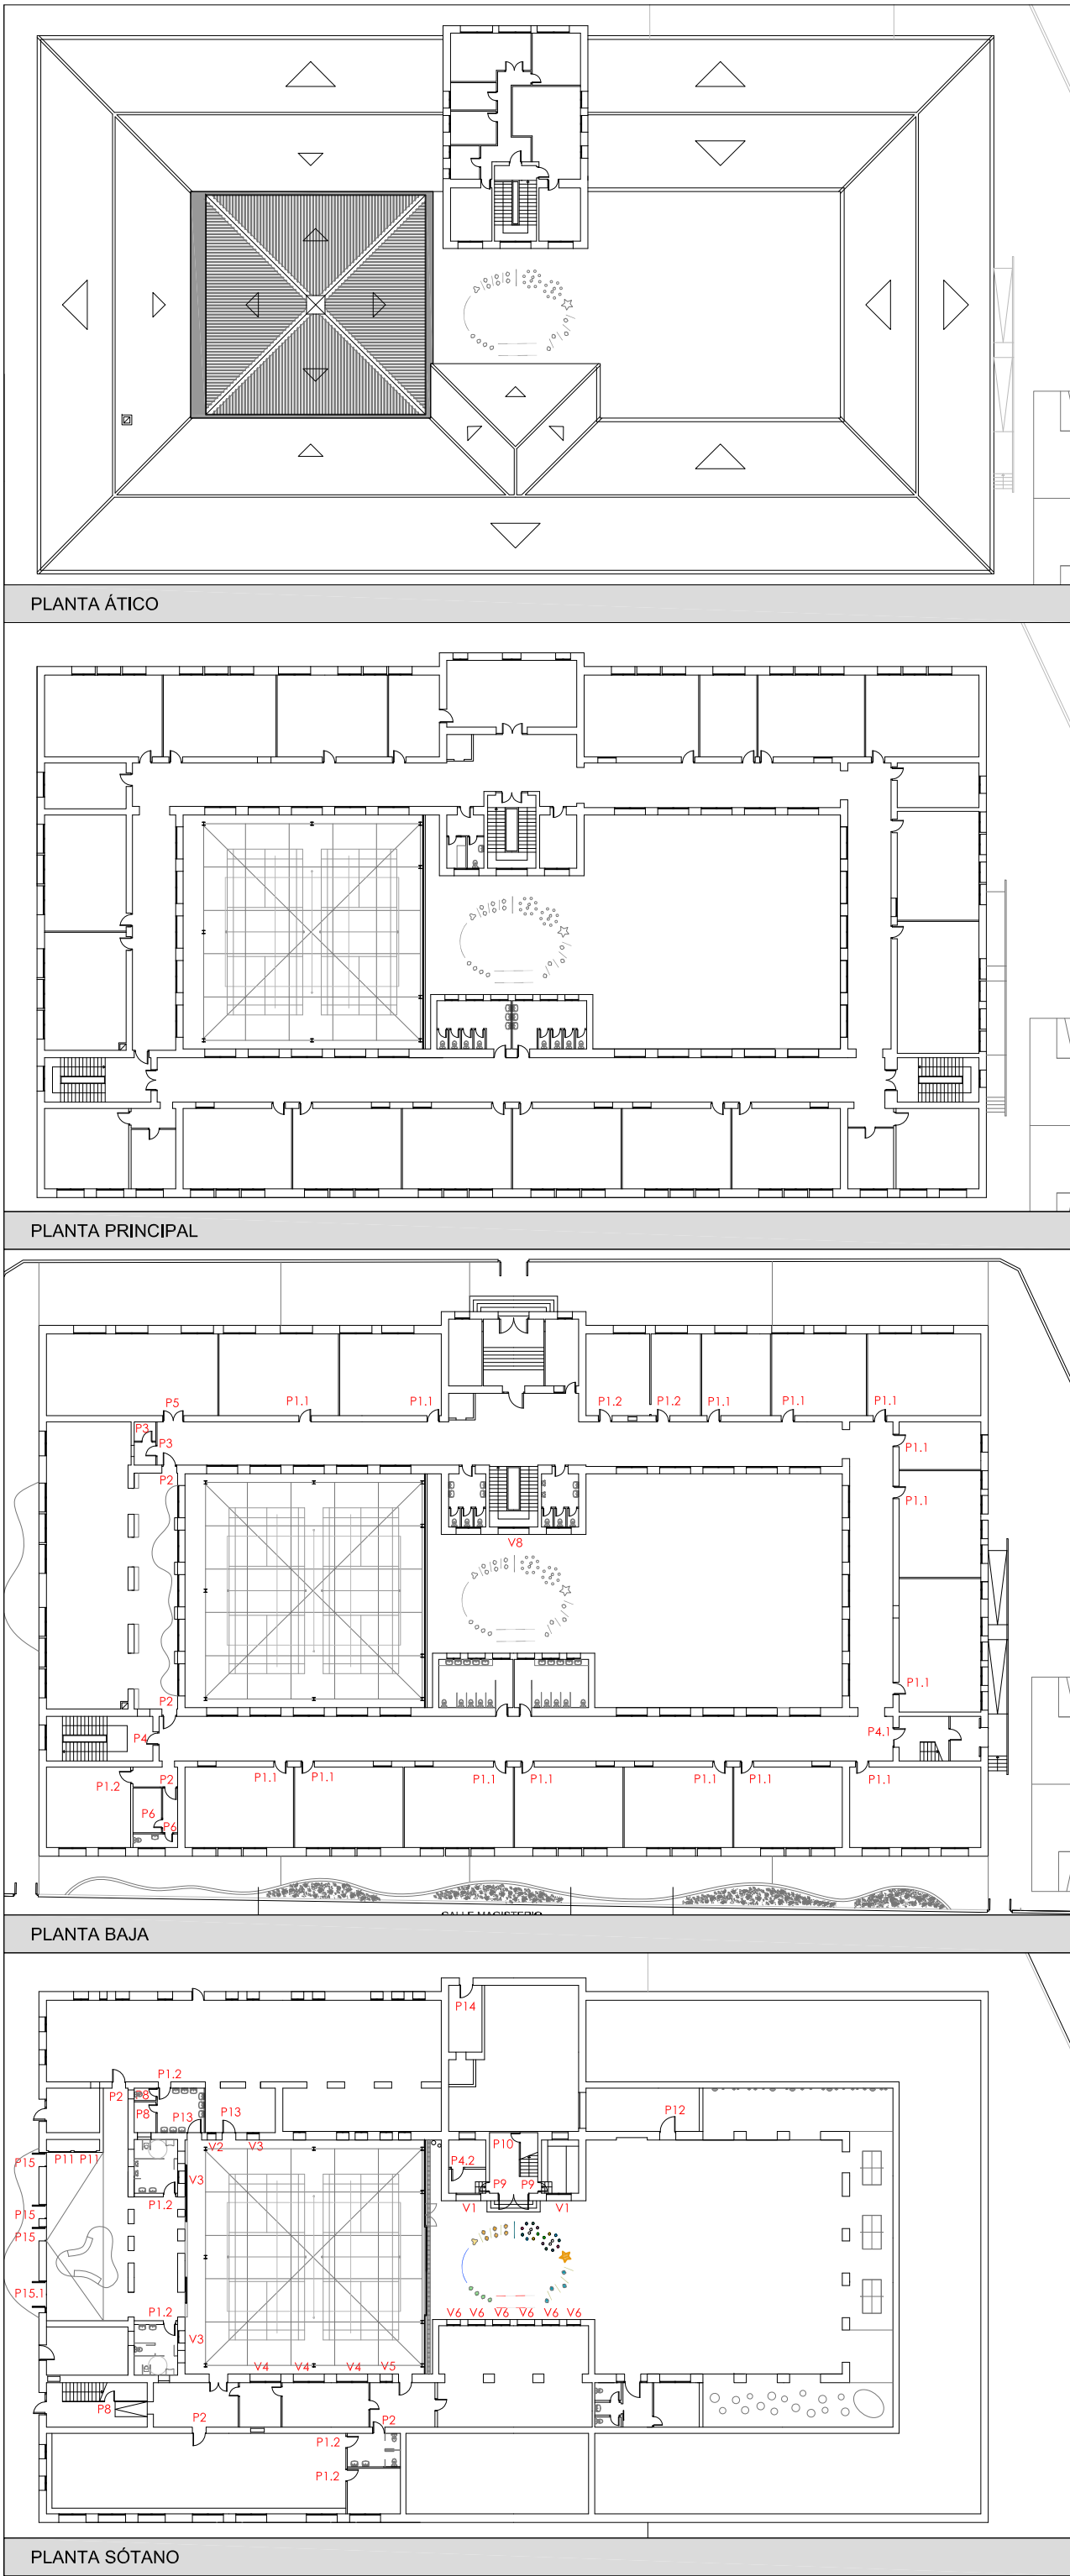 PLANTA ÁTICO
PLANTA PRINCIPAL
P5 P1.1 P1.1 P1.2 P1.2 P1.1 P1.1 P1.1
P3
P3 P1.1
P2 P1.1
V8
P2 P1.1
P4 P4.1
P1.2 P2 P1.1 P1.1 P1.1 P1.1 P1.1 P1.1 P1.1
P6
P6
CALLE MAGISTERIO
PLANTA BAJA
P14
P1.2
P2 P8
P8 P13 P13 P12
V2 V3 P10
P11 P11 P4.2
P15 V3 P9 P9
P1.2 V1 V1
P15
P15
P15.1
P1.2 V6 V6 V6 V6 V6 V6
V3
V4 V4 V4 V5
P8 P2 P2
P1.2
P1.2
PLANTA SÓTANO